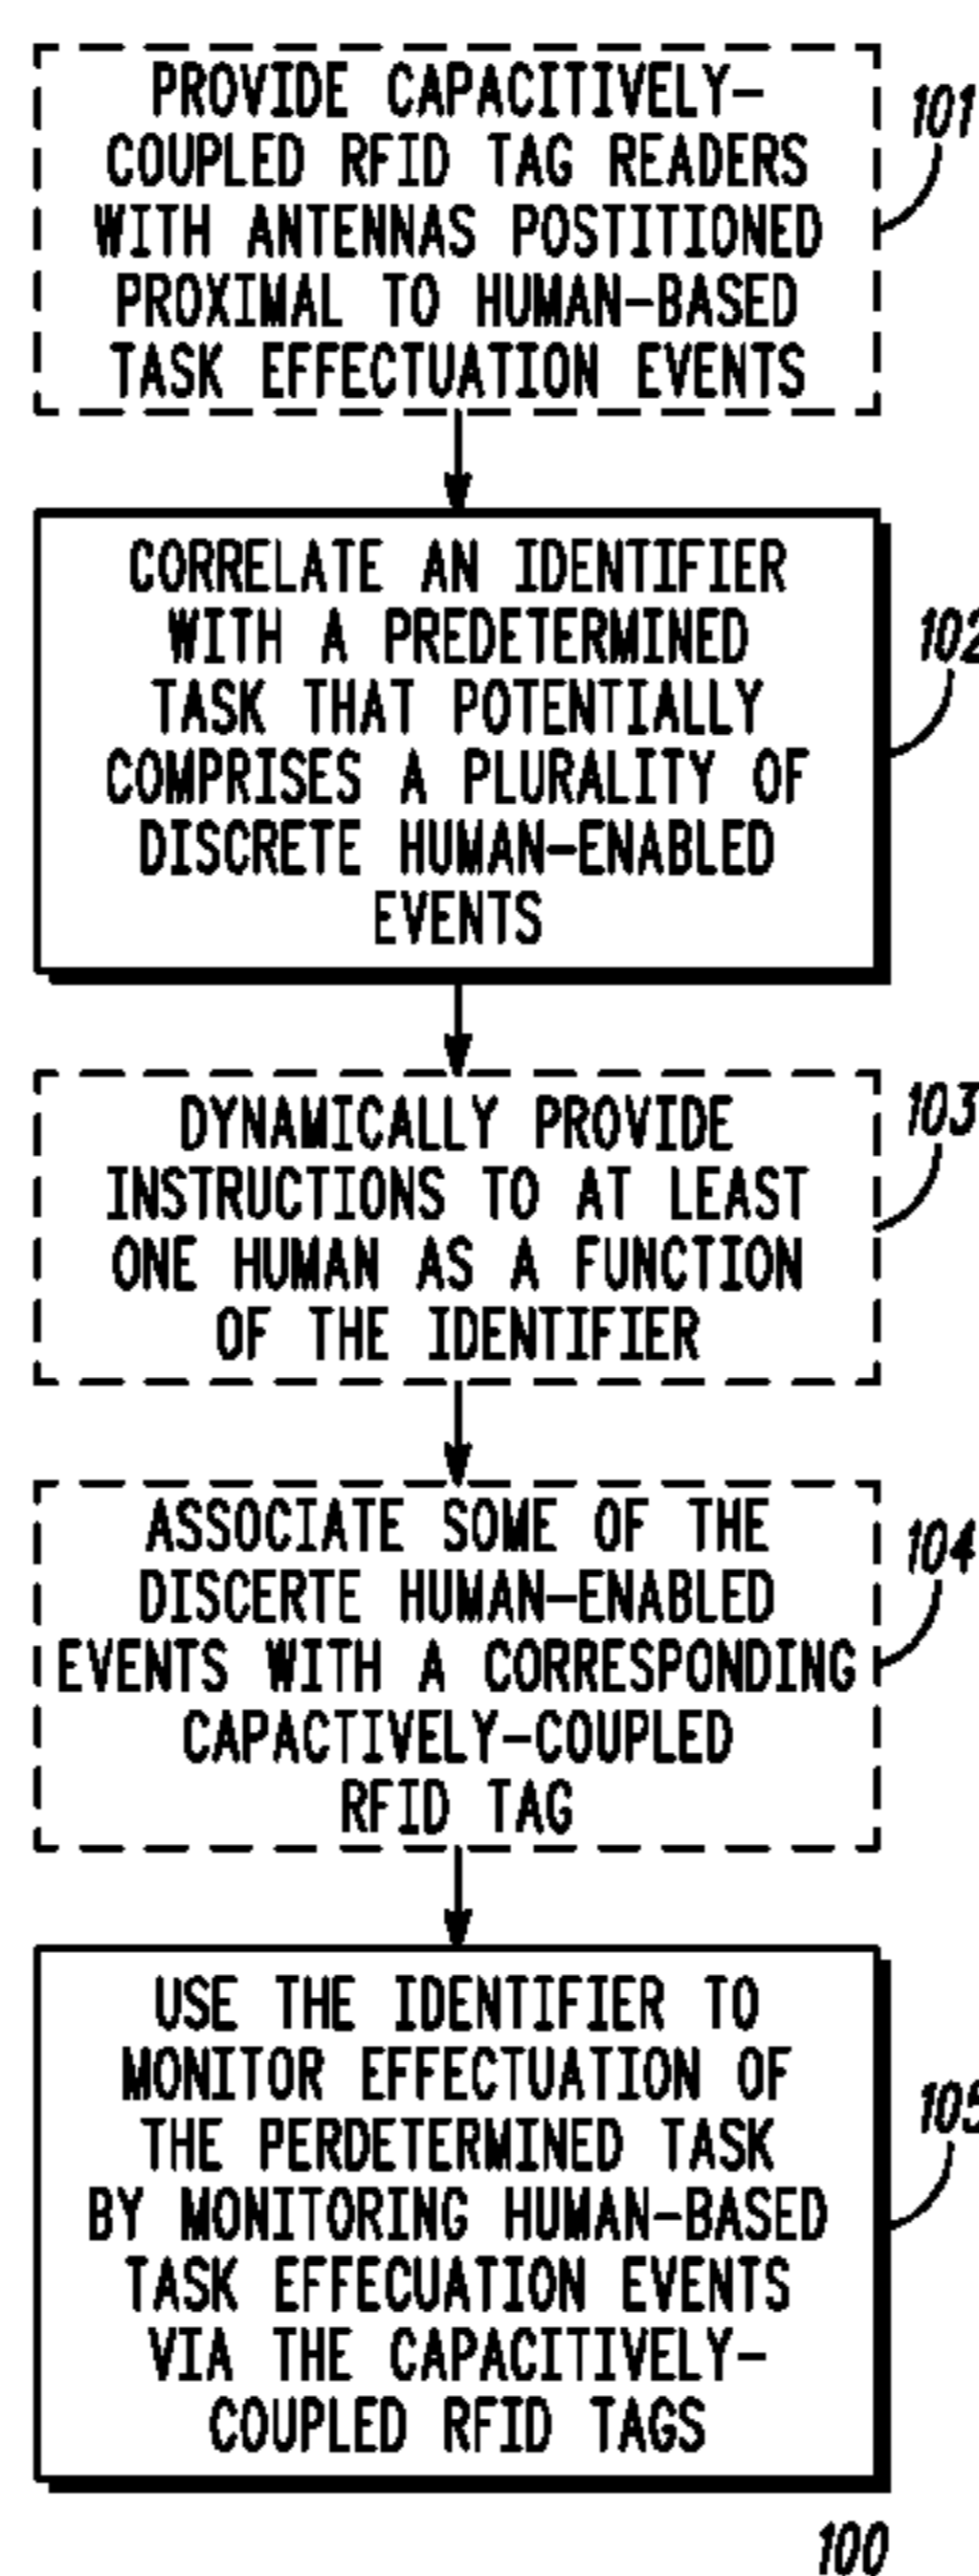 PROVIDE CAPACITIVELY-
COUPLED RFID TAG READERS
WITH ANTENNAS POSTITIONED
PROXIMAL TO HUMAN-BASED
TASK EFFECTUATION EVENTS
101
CORRELATE AN IDENTIFIER
WITH A PREDETERMINED
TASK THAT POTENTIALLY
COMPRISES A PLURALITY OF
DISCRETE HUMAN-ENABLED
EVENTS
102
DYNAMICALLY PROVIDE
INSTRUCTIONS TO AT LEAST
ONE HUMAN AS A FUNCTION
OF THE IDENTIFIER
103
ASSOCIATE SOME OF THE
DISCERTE HUMAN-ENABLED
EVENTS WITH A CORRESPONDING
CAPACTIVELY-COUPLED
RFID TAG
104
USE THE IDENTIFIER TO
MONITOR EFFECTUATION OF
THE PERDETERMINED TASK
BY MONITORING HUMAN-BASED
TASK EFFECUATION EVENTS
VIA THE CAPACITIVELY-
COUPLED RFID TAGS
105
100